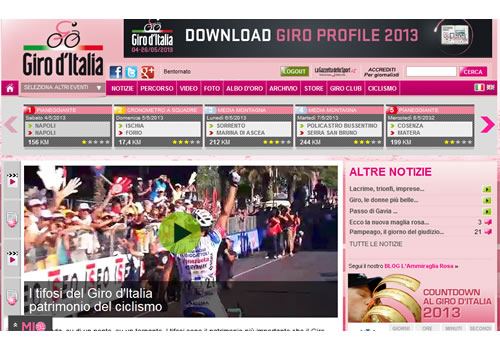 Giro d'Italia
04-26/05/2013
DOWNLOAD GIRO PROFILE 2013
SELEZIONA ALTRI EVENTI
Bentornato
LOGOUT
La Gazzetta dello Sport.it
ACCREDITI
Per giornalisti
CERCA
NOTIZIE PERCORSO VIDEO FOTO ALBO D'ORO ARCHIVIO STORE GIRO CLUB CICLISMO
1 PIANEGGIANTE
Sabato 4/5/2013
NAPOLI
NAPOLI
156 KM
2 CRONOMETRO A SQUADRE
Domenica 5/5/2013
ISCHIA
FORIO
17,4 KM
3 MEDIA MONTAGNA
Lunedì 6/5/2013
SORRENTO
MARINA DI ASCEA
212 KM
4 MEDIA MONTAGNA
Martedì 7/5/2013
POLICASTRO BUSSENTINO
SERRA SAN BRUNO
244 KM
5 PIANEGGIANTE
COSENZA
MATERA
199 KM
I tifosi del Giro d'Italia
patrimonio del ciclismo
ALTRE NOTIZIE
Lacrime, trionfi, imprese...
Giro, le donne più belle...
Passo di Gavia ...
Ecco la nuova maglia rosa... 3
Pampeago, il giorno del giudizio... 21
TUTTE LE NOTIZIE
Segui il nostro BLOG L'Ammiraglia Rosa »
COUNTDOWN
AL GIRO D'ITALIA
2013
GIORNI ORE MINUTI SECONDI